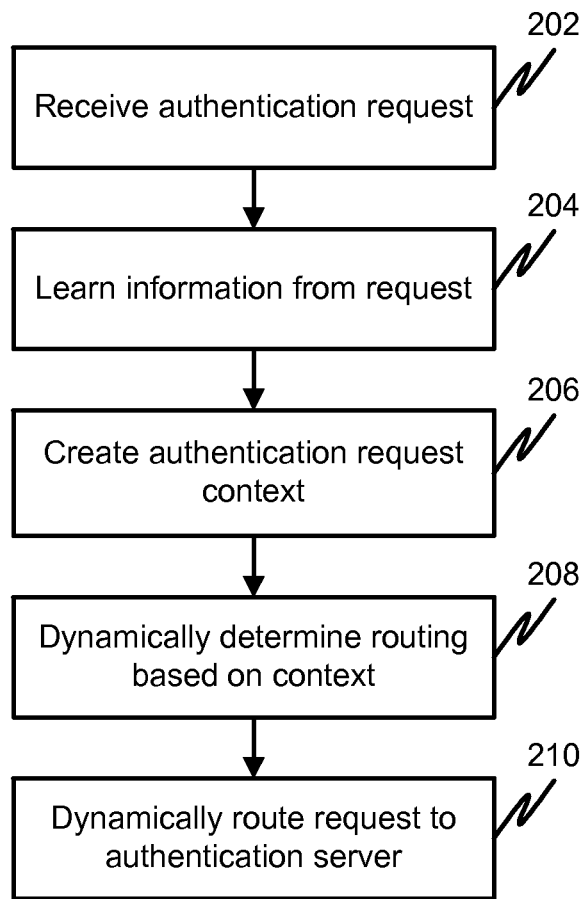 202
Receive authentication request
204
Learn information from request
206
Create authentication request
context
208
Dynamically determine routing
based on context
210
Dynamically route request to
authentication server